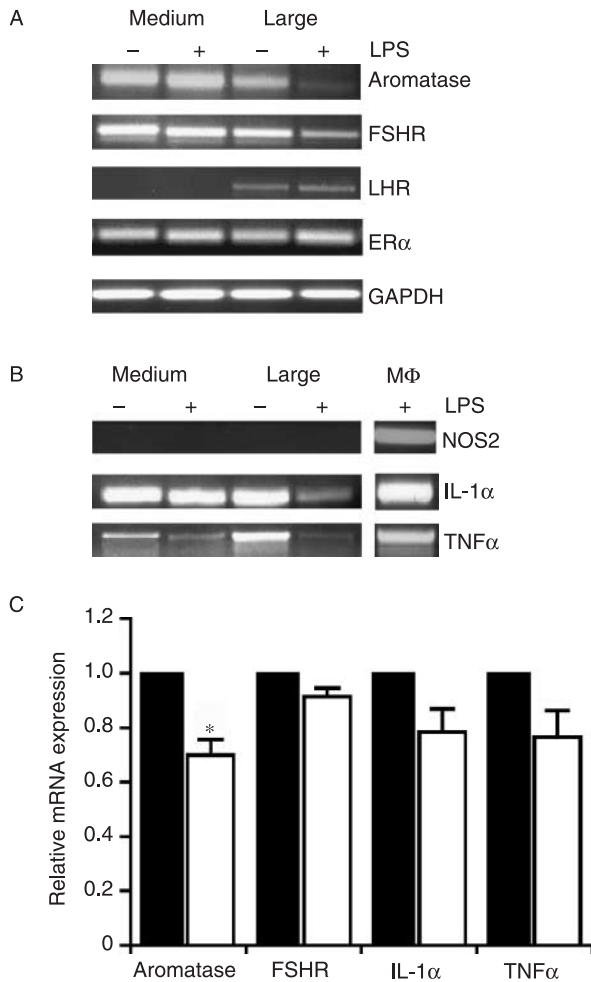 A
Medium Large
− + − + LPS
Aromatase
FSHR
LHR
ERα
GAPDH
B
Medium Large MΦ
− + − + + LPS
NOS2
IL-1α
TNFα
C
Relative mRNA expression
1.2
1.0
0.8
0.6
0.4
0.2
0
*
Aromatase FSHR IL-1α TNFα